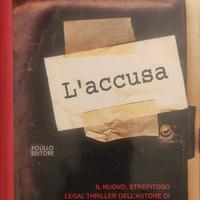 L'accusa
POLILLO
EDITORE
IL NUOVO, STREPITOSO
LEGAL THRILLER DELL'AUTORE DI